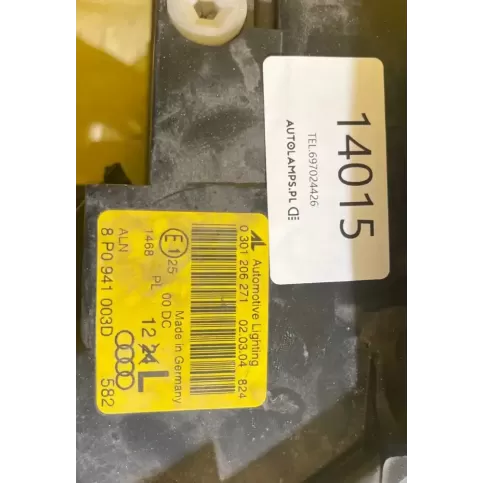 14015
TEL.697024426
AUTOLAMPS.PL
AL Automotive Lighting
0 301 206 271 02.03.04 824
E1 25 Made in Germany
1468 PL 00 DC 12 L
ALN
8 P0 941 003D 582